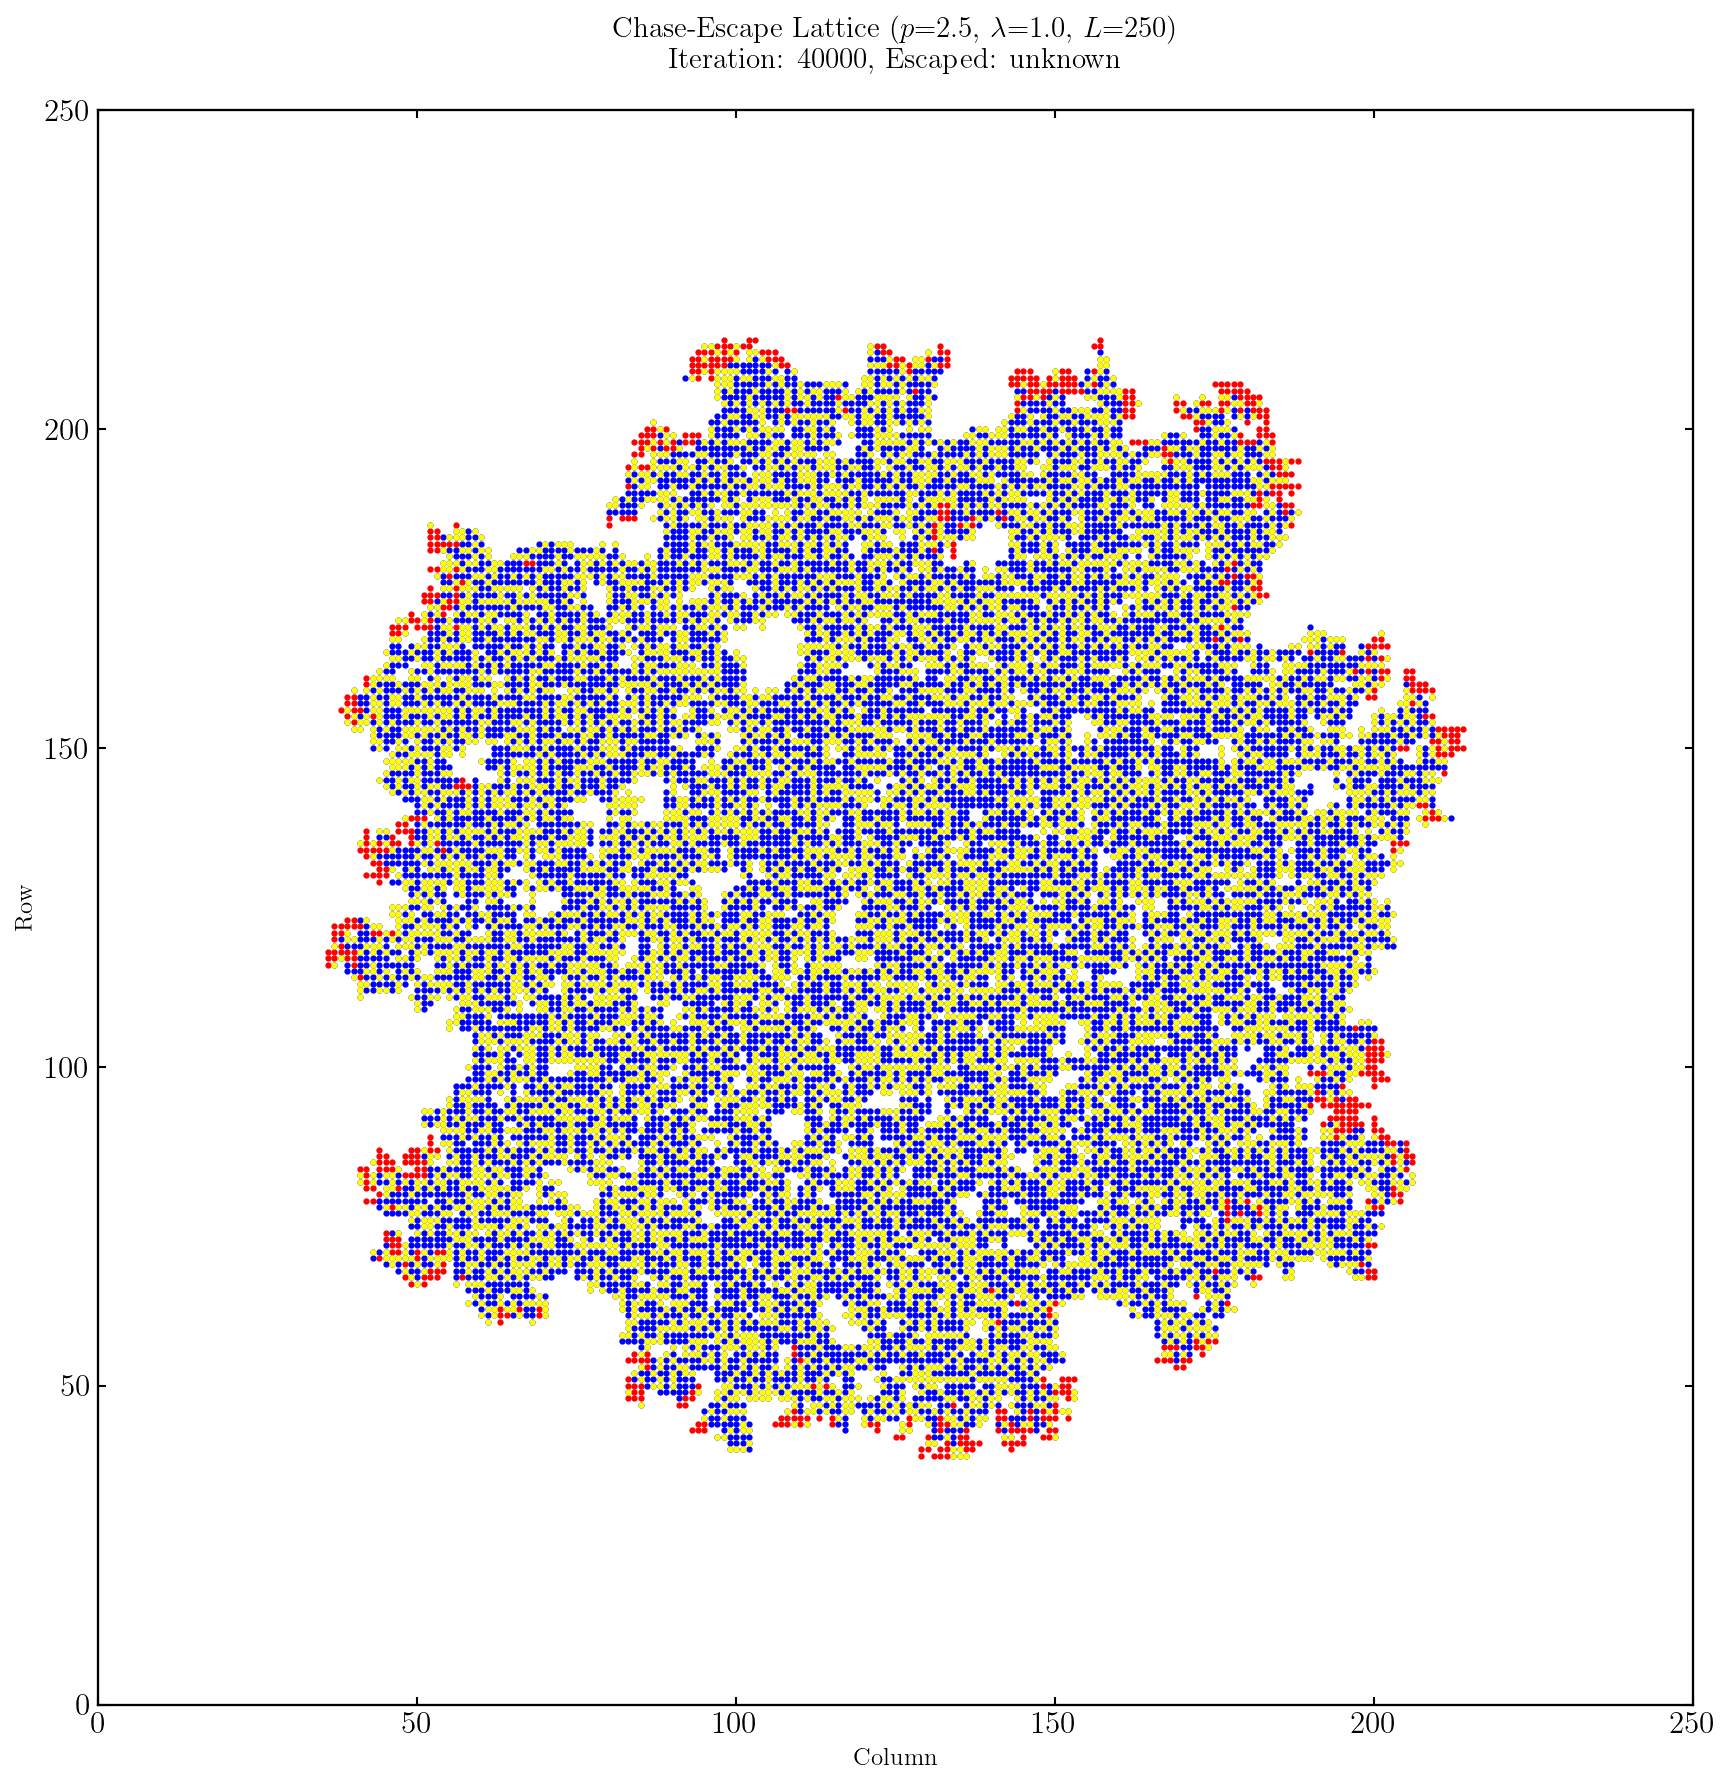 Chase-Escape Lattice (p=2.5, λ=1.0, L=250)
Iteration: 40000, Escaped: unknown
250
200
150
100
50
0
Row
0 50 100 150 200 250
Column